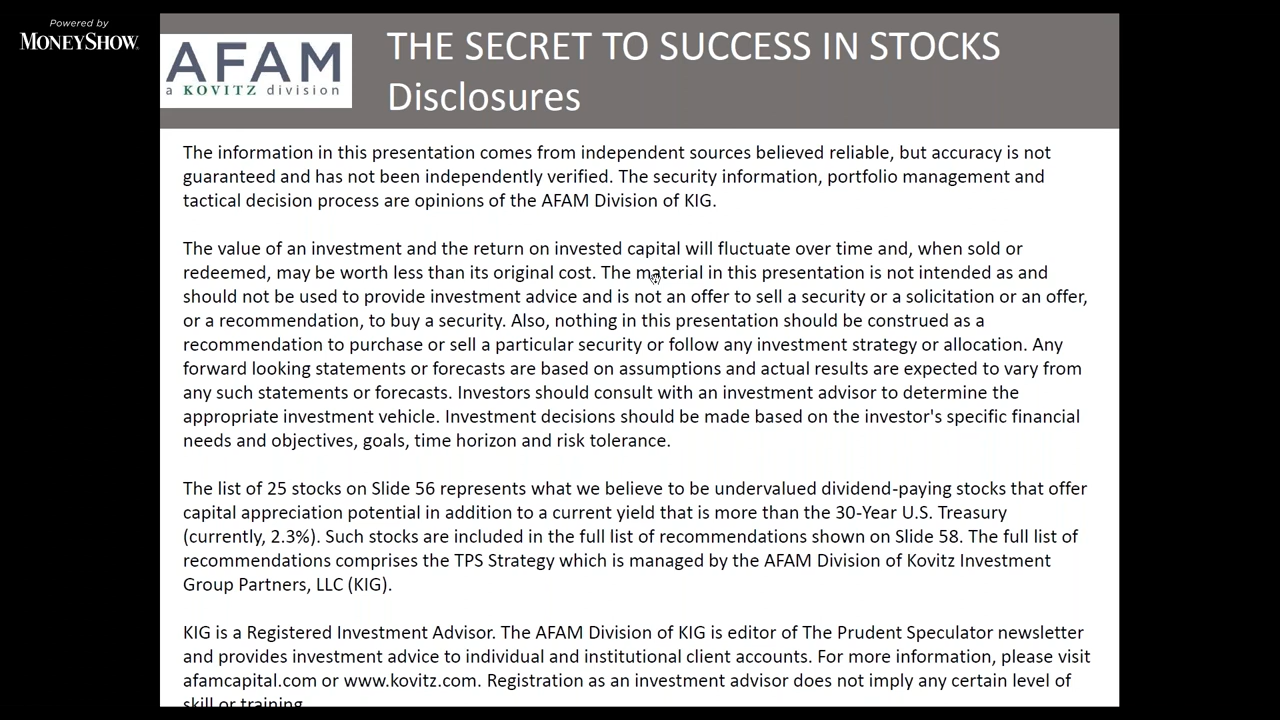 Powered by
MONEYSHOW
AFAM
a KOVITZ division
THE SECRET TO SUCCESS IN STOCKS
Disclosures
The information in this presentation comes from independent sources believed reliable, but accuracy is not
guaranteed and has not been independently verified. The security information, portfolio management and
tactical decision process are opinions of the AFAM Division of KIG.
The value of an investment and the return on invested capital will fluctuate over time and, when sold or
redeemed, may be worth less than its original cost. The material in this presentation is not intended as and
should not be used to provide investment advice and is not an offer to sell a security or a solicitation or an offer,
or a recommendation, to buy a security. Also, nothing in this presentation should be construed as a
recommendation to purchase or sell a particular security or follow any investment strategy or allocation. Any
forward looking statements or forecasts are based on assumptions and actual results are expected to vary from
any such statements or forecasts. Investors should consult with an investment advisor to determine the
appropriate investment vehicle. Investment decisions should be made based on the investor's specific financial
needs and objectives, goals, time horizon and risk tolerance.
The list of 25 stocks on Slide 56 represents what we believe to be undervalued dividend-paying stocks that offer
capital appreciation potential in addition to a current yield that is more than the 30-Year U.S. Treasury
(currently, 2.3%). Such stocks are included in the full list of recommendations shown on Slide 58. The full list of
recommendations comprises the TPS Strategy which is managed by the AFAM Division of Kovitz Investment
Group Partners, LLC (KIG).
KIG is a Registered Investment Advisor. The AFAM Division of KIG is editor of The Prudent Speculator newsletter
and provides investment advice to individual and institutional client accounts. For more information, please visit
afamcapital.com or www.kovitz.com. Registration as an investment advisor does not imply any certain level of
skill or training.